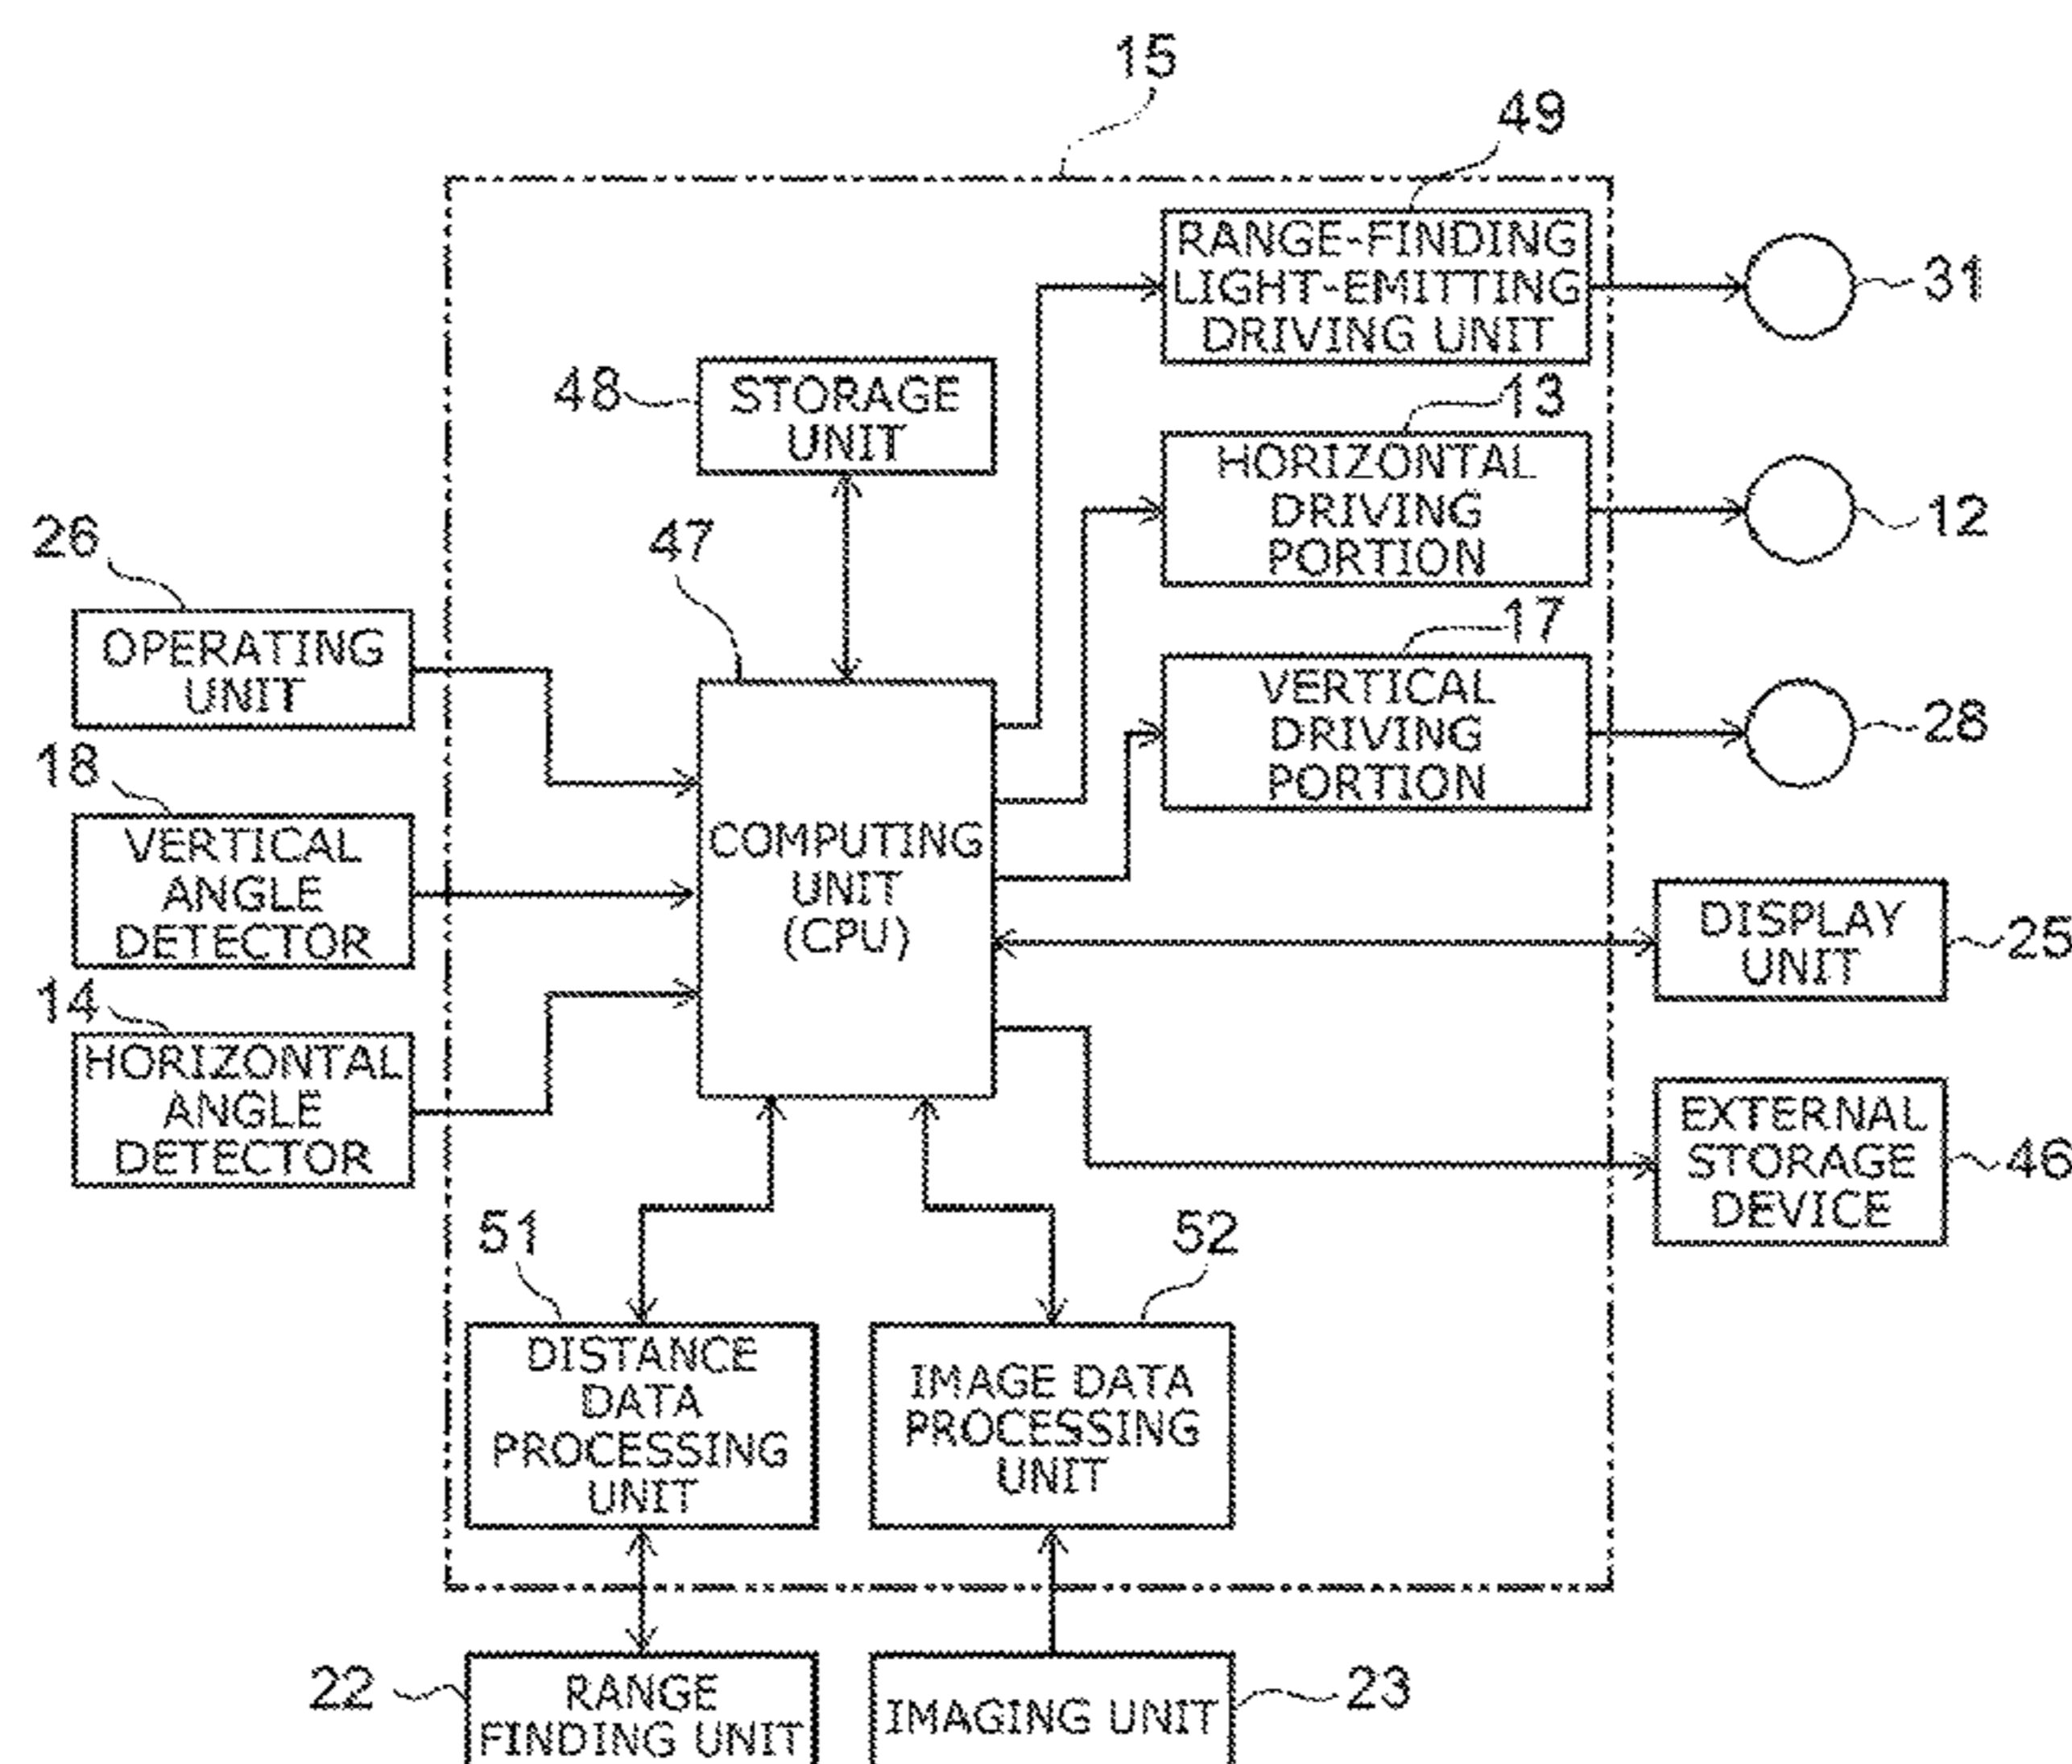 15
49
RANGE-FINDING
LIGHT-EMITTING
DRIVING UNIT
31
48
STORAGE
UNIT
13
HORIZONTAL
DRIVING
PORTION
12
26
OPERATING
UNIT
47
17
VERTICAL
DRIVING
PORTION
28
18
VERTICAL
ANGLE
DETECTOR
COMPUTING
UNIT
(CPU)
DISPLAY
UNIT
25
14
HORIZONTAL
ANGLE
DETECTOR
EXTERNAL
STORAGE
DEVICE
46
51
DISTANCE
DATA
PROCESSING
UNIT
52
IMAGE DATA
PROCESSING
UNIT
22
RANGE
FINDING UNIT
IMAGING UNIT
23